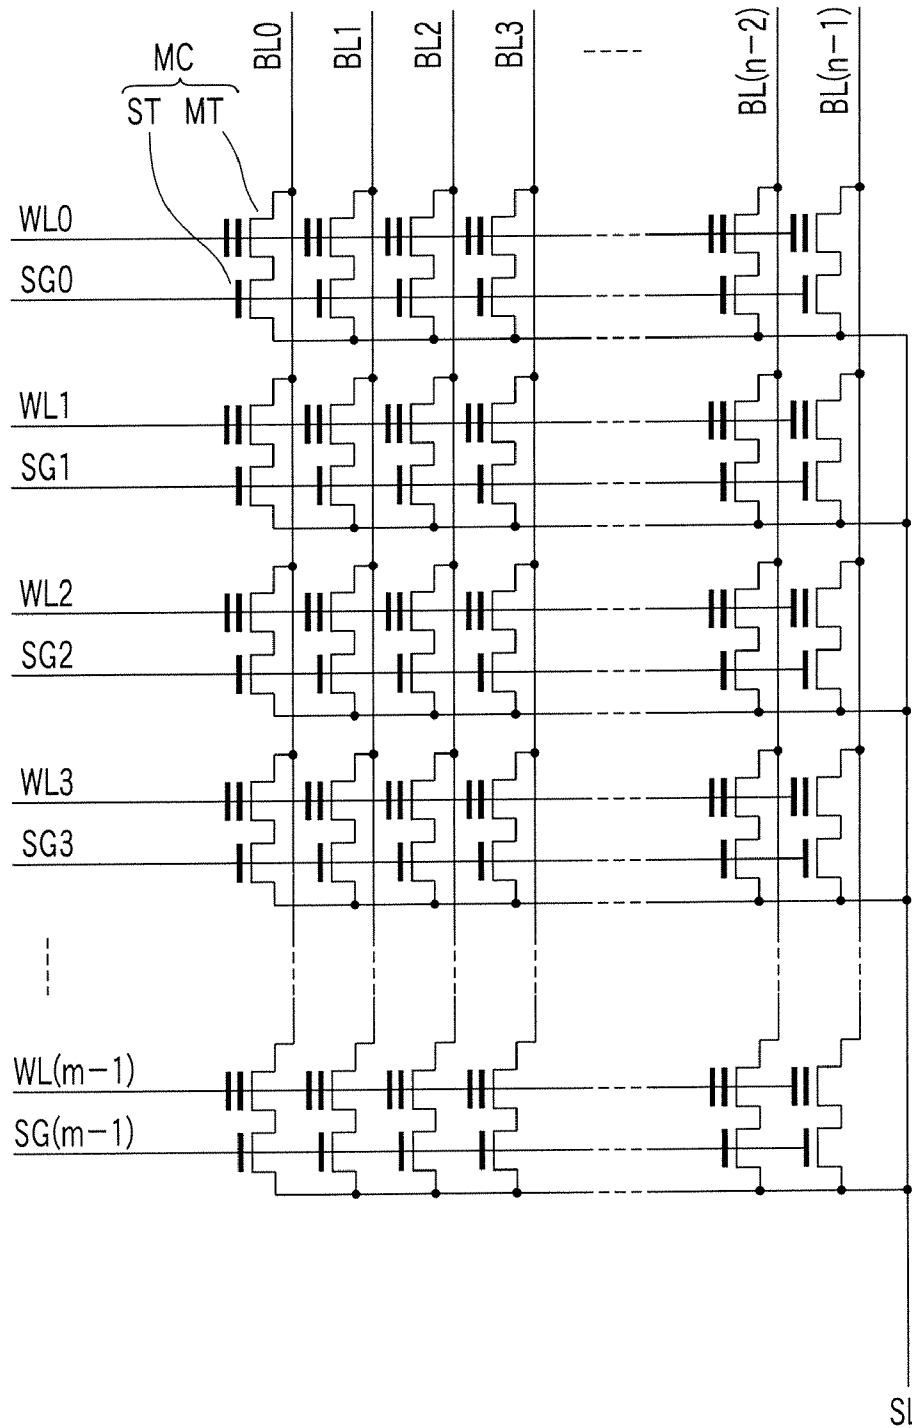 MC
ST MT
BL0
BL1
BL2
BL3
BL(n-2)
BL(n-1)
WL0
SG0
WL1
SG1
WL2
SG2
WL3
SG3
WL(m-1)
SG(m-1)
SL